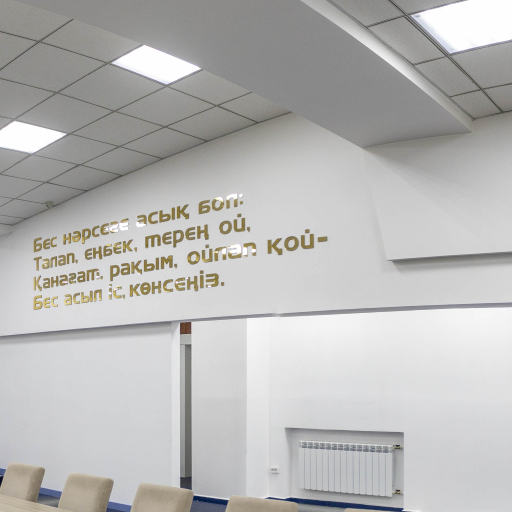 Бес нәрсеге асық бол:
Талап, еңбек, терең ой,
Қанағат, рақым, ойлап қой-
Бес асыл іс, көнсеңіз.